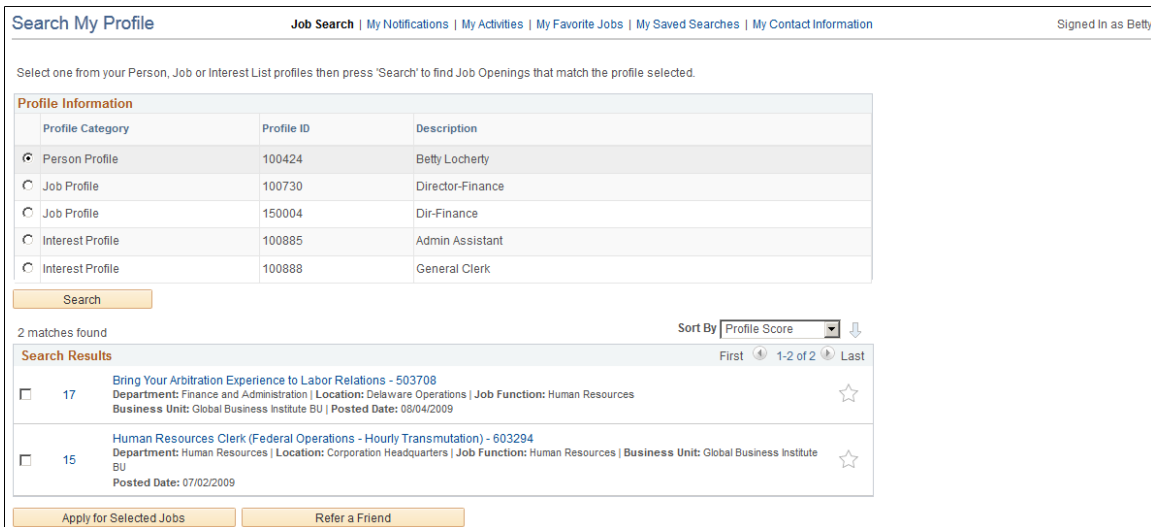 Search My Profile
Job Search | My Notifications | My Activities | My Favorite Jobs | My Saved Searches | My Contact Information
Signed In as Betty
Select one from your Person, Job or Interest List profiles then press 'Search' to find Job Openings that match the profile selected.
Profile Information
Profile Category Profile ID Description
Person Profile 100424 Betty Locherty
Job Profile 100730 Director-Finance
Job Profile 150004 Dir-Finance
Interest Profile 100885 Admin Assistant
Interest Profile 100888 General Clerk
Search
2 matches found
Sort By Profile Score
Search Results
First 1-2 of 2 Last
17
Bring Your Arbitration Experience to Labor Relations - 503708
Department: Finance and Administration | Location: Delaware Operations | Job Function: Human Resources
Business Unit: Global Business Institute BU | Posted Date: 08/04/2009
15
Human Resources Clerk (Federal Operations - Hourly Transmutation) - 603294
Department: Human Resources | Location: Corporation Headquarters | Job Function: Human Resources | Business Unit: Global Business Institute
BU
Posted Date: 07/02/2009
Apply for Selected Jobs
Refer a Friend